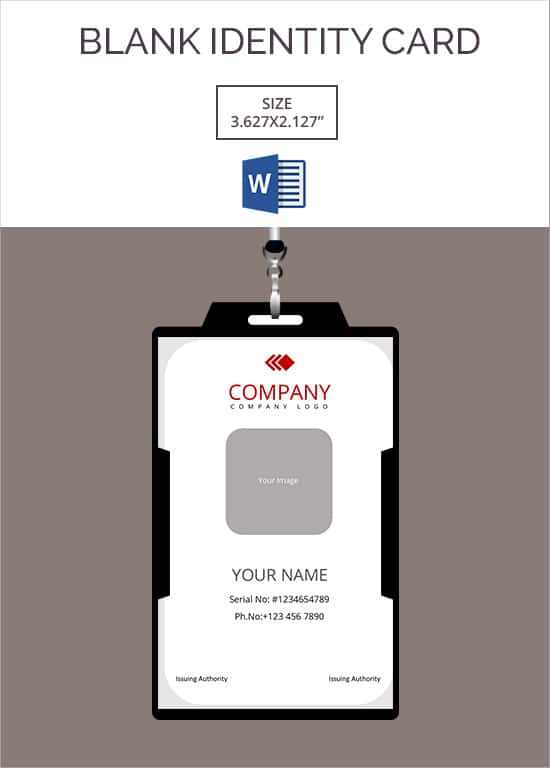 BLANK IDENTITY CARD
SIZE
3.627X2.127”
W
COMPANY
COMPANY LOGO
Your Image
YOUR NAME
Serial No: #1234654789
Ph.No:+123 456 7890
Issuing Authority
Issuing Authority